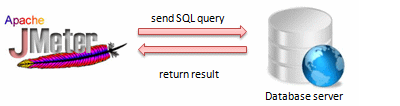 Apache
JMeter
send SQL query
return result
Database server